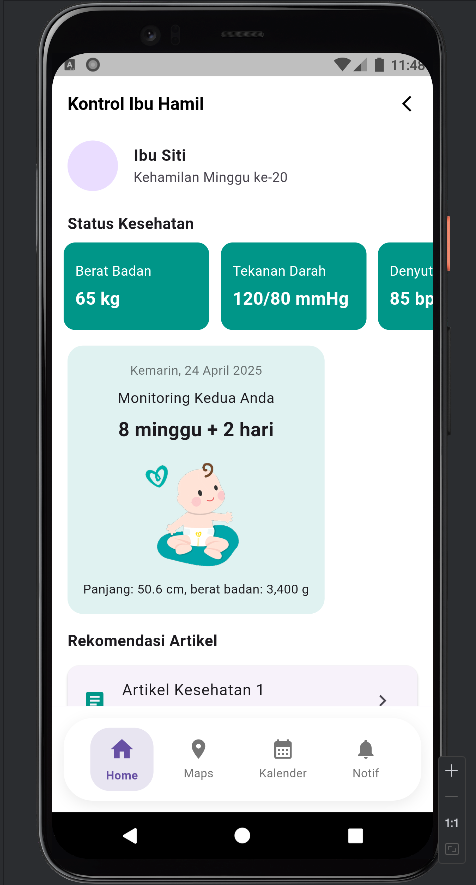 11:48
Kontrol Ibu Hamil
Ibu Siti
Kehamilan Minggu ke-20
Status Kesehatan
Berat Badan
65 kg
Tekanan Darah
120/80 mmHg
Denyut
85 bp
Kemarin, 24 April 2025
Monitoring Kedua Anda
8 minggu + 2 hari
Panjang: 50.6 cm, berat badan: 3,400 g
Rekomendasi Artikel
Artikel Kesehatan 1
Home
Maps
Kalender
Notif
1:1